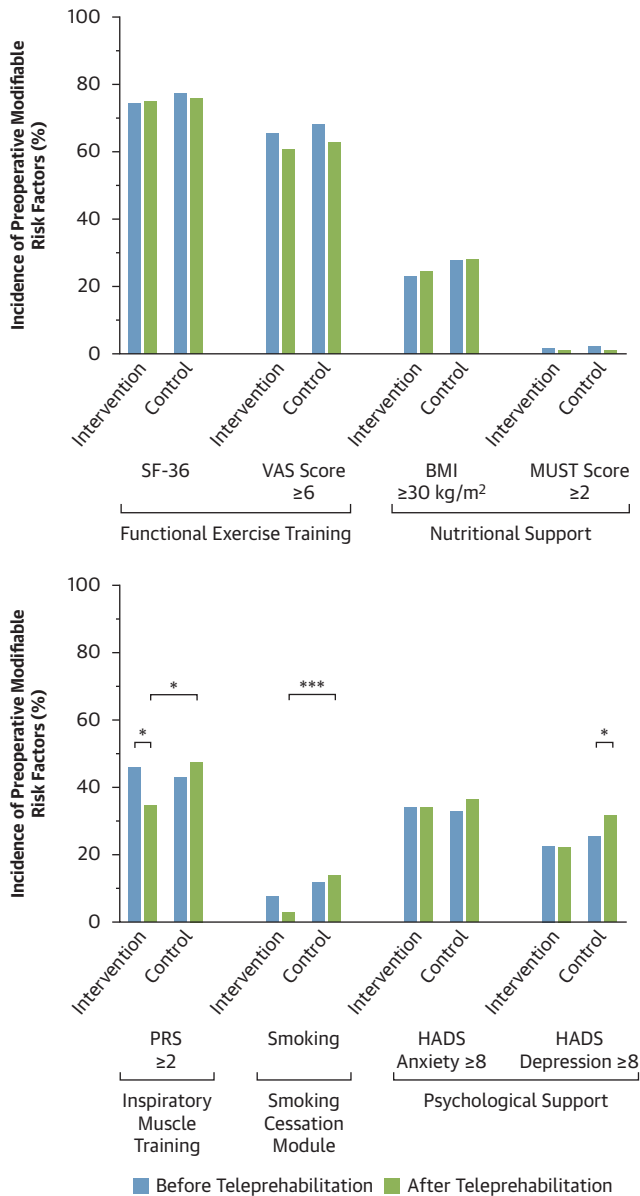 Incidence of Preoperative Modifiable
Risk Factors (%)
100
80
60
40
20
0
Intervention
Control
Intervention
Control
Intervention
Control
Intervention
Control
SF-36
VAS Score
≥6
BMI
≥30 kg/m²
MUST Score
≥2
Functional Exercise Training
Nutritional Support
Incidence of Preoperative Modifiable
Risk Factors (%)
100
80
60
40
20
0
*
*
***
*
Intervention
Control
Intervention
Control
Intervention
Control
Intervention
Control
PRS
≥2
Smoking
HADS
Anxiety ≥8
HADS
Depression ≥8
Inspiratory
Muscle
Training
Smoking
Cessation
Module
Psychological Support
Before Teleprehabilitation
After Teleprehabilitation